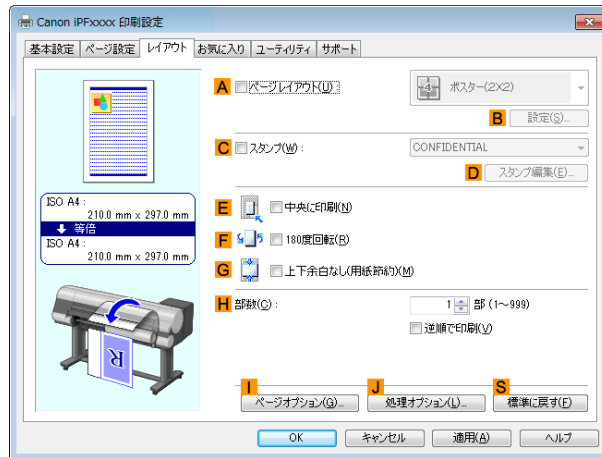 Canon iPFxxxx 印刷設定
基本設定 ページ設定 レイアウト お気に入り ユーティリティ サポート
A ページレイアウト(U) : 4 ポスター(2×2)
B 設定(S)...
C スタンプ(W) : CONFIDENTIAL
D スタンプ編集(E)...
ISO A4 :
210.0 mm x 297.0 mm
等倍
ISO A4 :
210.0 mm x 297.0 mm
E 中央に印刷(N)
F 180度回転(R)
G 上下余白なし(用紙節約)(M)
H 部数(C) : 1 部 (1~999)
逆順で印刷(V)
R
I J S
ページオプション(G)... 処理オプション(L)... 標準に戻す(F)
OK キャンセル 適用(A) ヘルプ